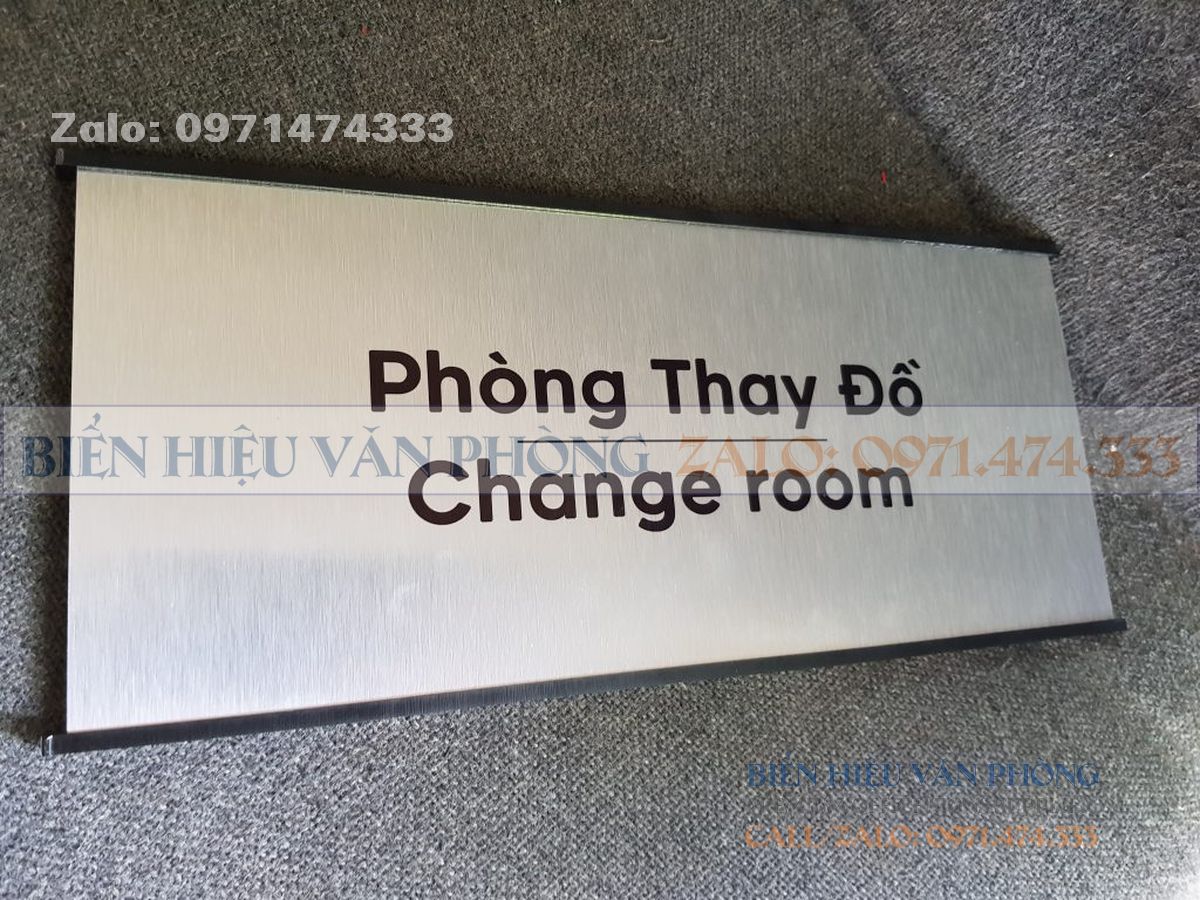 Zalo: 0971474333
Phòng Thay Đồ
BIỂN HIỆU VĂN PHÒNG ZALO: 0971.474.333
Change room
BIỂN HIỆU VĂN PHÒNG
CALL/ZALO: 0971.474.333